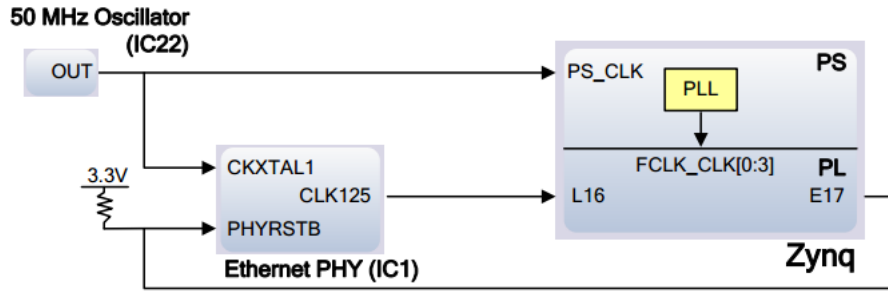 50 MHz Oscillator
(IC22)
OUT
PS_CLK
PS
PLL
3.3V
CKXTAL1
CLK125
PHYRSTB
FCLK_CLK[0:3]
PL
L16
E17
Ethernet PHY (IC1)
Zynq